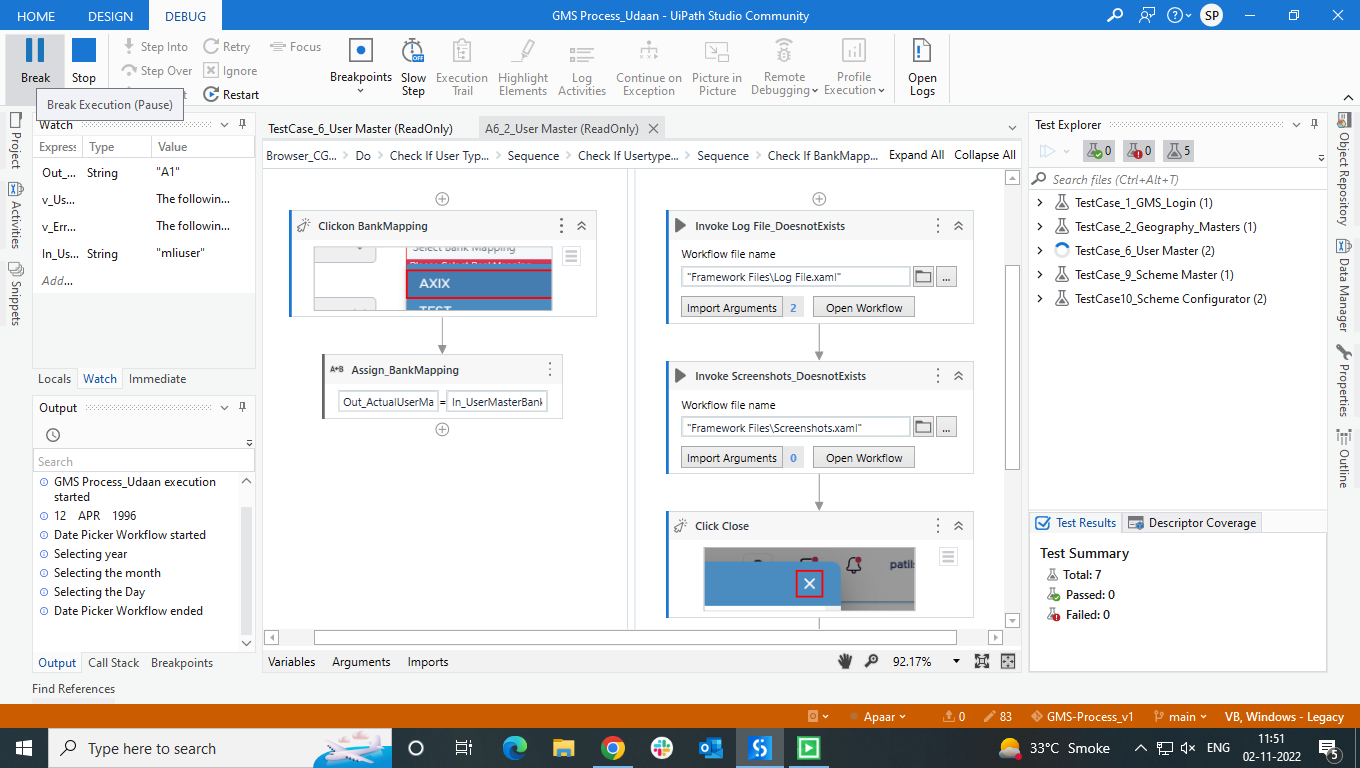 HOME DESIGN DEBUG
GMS Process_Udaan - UiPath Studio Community
SP
Break
Stop
Step Into
Step Over
Retry
Ignore
Restart
Focus
Breakpoints
Slow Step
Execution Trail
Highlight Elements
Log Activities
Continue on Exception
Picture in Picture
Remote Debugging
Profile Execution
Open Logs
Break Execution (Pause)
Project
Activities
Snippets
Watch
Express Type Value
Out_... String "A1"
v_Us... The followin...
v_Err... The followin...
In_Us... String "mliuser"
Add...
Locals Watch Immediate
Output
Search
GMS Process_Udaan execution
started
12 APR 1996
Date Picker Workflow started
Selecting year
Selecting the month
Selecting the Day
Date Picker Workflow ended
Output Call Stack Breakpoints
Find References
TestCase_6_User Master (ReadOnly) A6_2_User Master (ReadOnly)
Browser_CG... > Do > Check If User Typ... > Sequence > Check If Usertype... > Sequence > Check If BankMapp... Expand All Collapse All
Clickon BankMapping
Select Bank Mapping
Please Select BankMapping
AXIX
TEST
A+B Assign_BankMapping
Out_ActualUserMa = In_UserMasterBank
Invoke Log File_DoesnotExists
Workflow file name
"Framework Files\Log File.xaml"
...
Import Arguments 2 Open Workflow
Invoke Screenshots_DoesnotExists
Workflow file name
"Framework Files\Screenshots.xaml"
...
Import Arguments 0 Open Workflow
Click Close
patils
Variables Arguments Imports
92.17%
Test Explorer
0 0 5
Search files (Ctrl+Alt+T)
TestCase_1_GMS_Login (1)
TestCase_2_Geography_Masters (1)
TestCase_6_User Master (2)
TestCase_9_Scheme Master (1)
TestCase10_Scheme Configurator (2)
Test Results Descriptor Coverage
Test Summary
Total: 7
Passed: 0
Failed: 0
Object Repository
Data Manager
Properties
Outline
Apaar 0 83 GMS-Process_v1 main VB, Windows - Legacy
Type here to search
33°C Smoke
ENG
11:51
02-11-2022
5